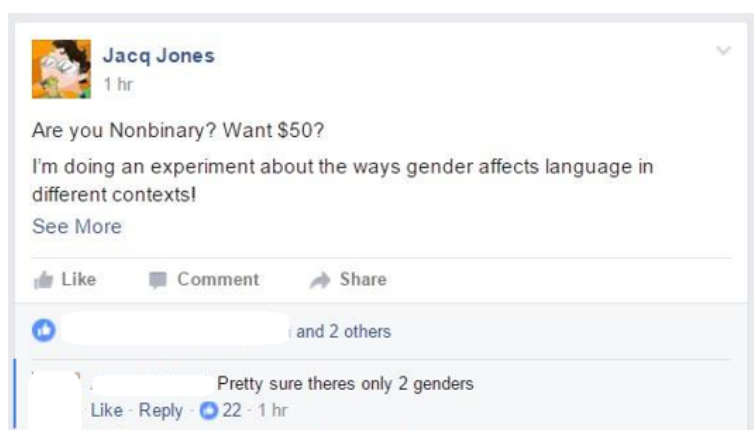 Jacq Jones
1 hr
Are you Nonbinary? Want $50?
I'm doing an experiment about the ways gender affects language in
different contexts!
See More
Like Comment Share
and 2 others
Pretty sure theres only 2 genders
Like · Reply · 22 · 1 hr